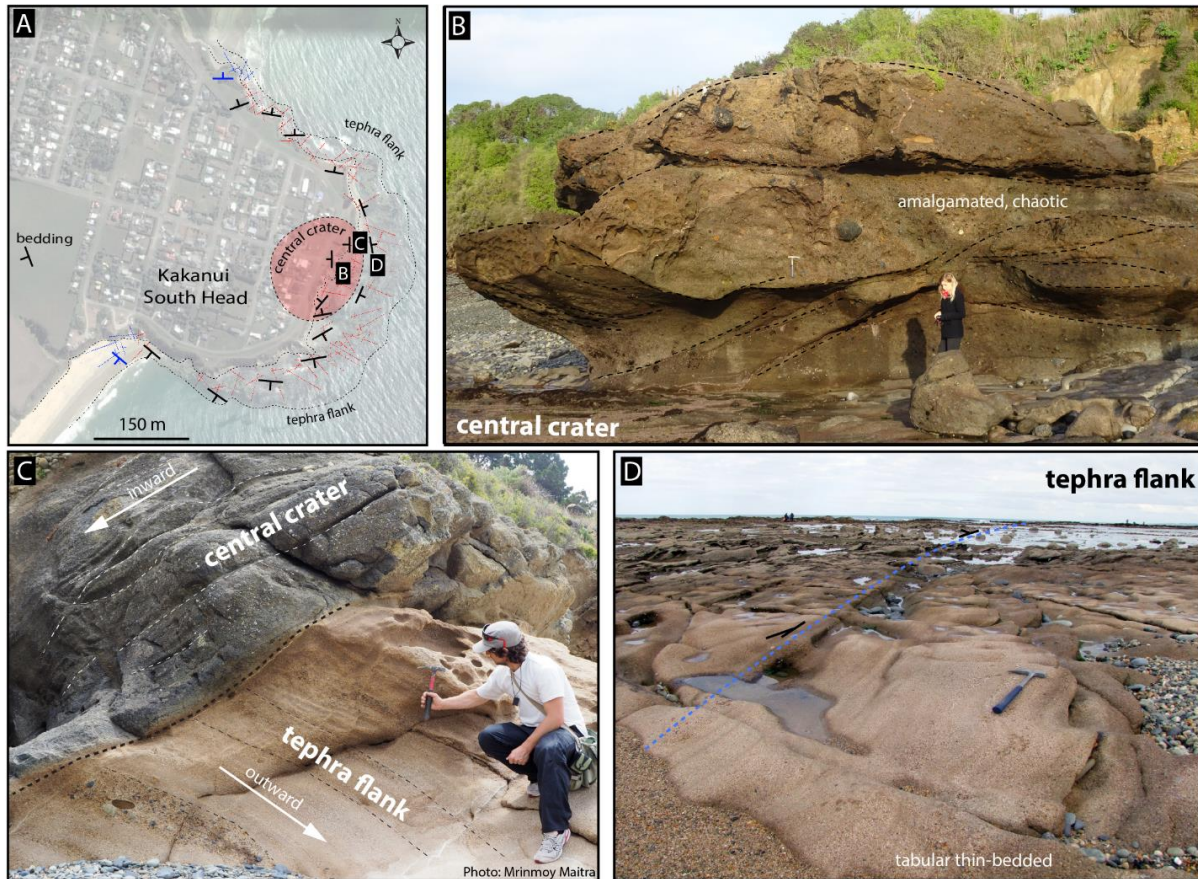 A
N
tephra flank
bedding
central crater
C
B
D
Kakanui
South Head
tephra flank
150 m
B
amalgamated, chaotic
central crater
C
inward
central crater
tephra flank
outward
Photo: Mrinmoy Maitra
D
tephra flank
tabular thin-bedded